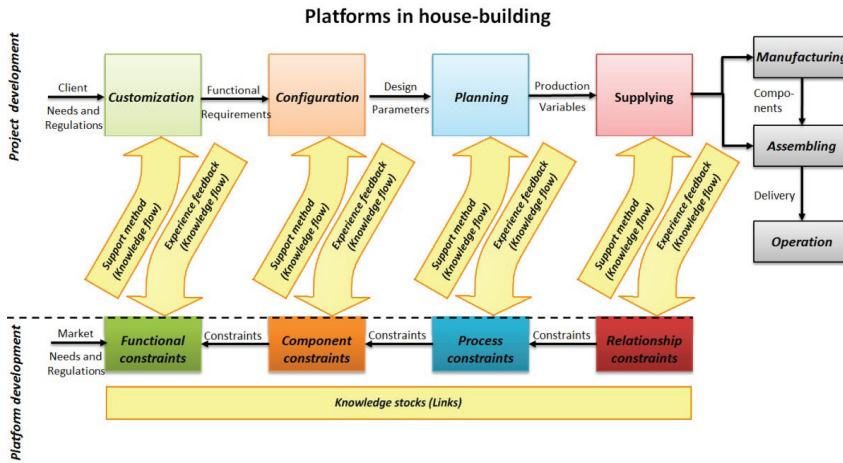 Platforms in house-building
Project development
Client
Needs and
Regulations
Customization
Functional
Requirements
Configuration
Design
Parameters
Planning
Production
Variables
Supplying
Manufacturing
Compo-
nents
Assembling
Delivery
Operation
Support method
(Knowledge flow)
Experience feedback
(Knowledge flow)
Support method
(Knowledge flow)
Experience feedback
(Knowledge flow)
Support method
(Knowledge flow)
Experience feedback
(Knowledge flow)
Support method
(Knowledge flow)
Experience feedback
(Knowledge flow)
Platform development
Market
Needs and
Regulations
Functional
constraints
Constraints
Component
constraints
Constraints
Process
constraints
Constraints
Relationship
constraints
Knowledge stocks (Links)